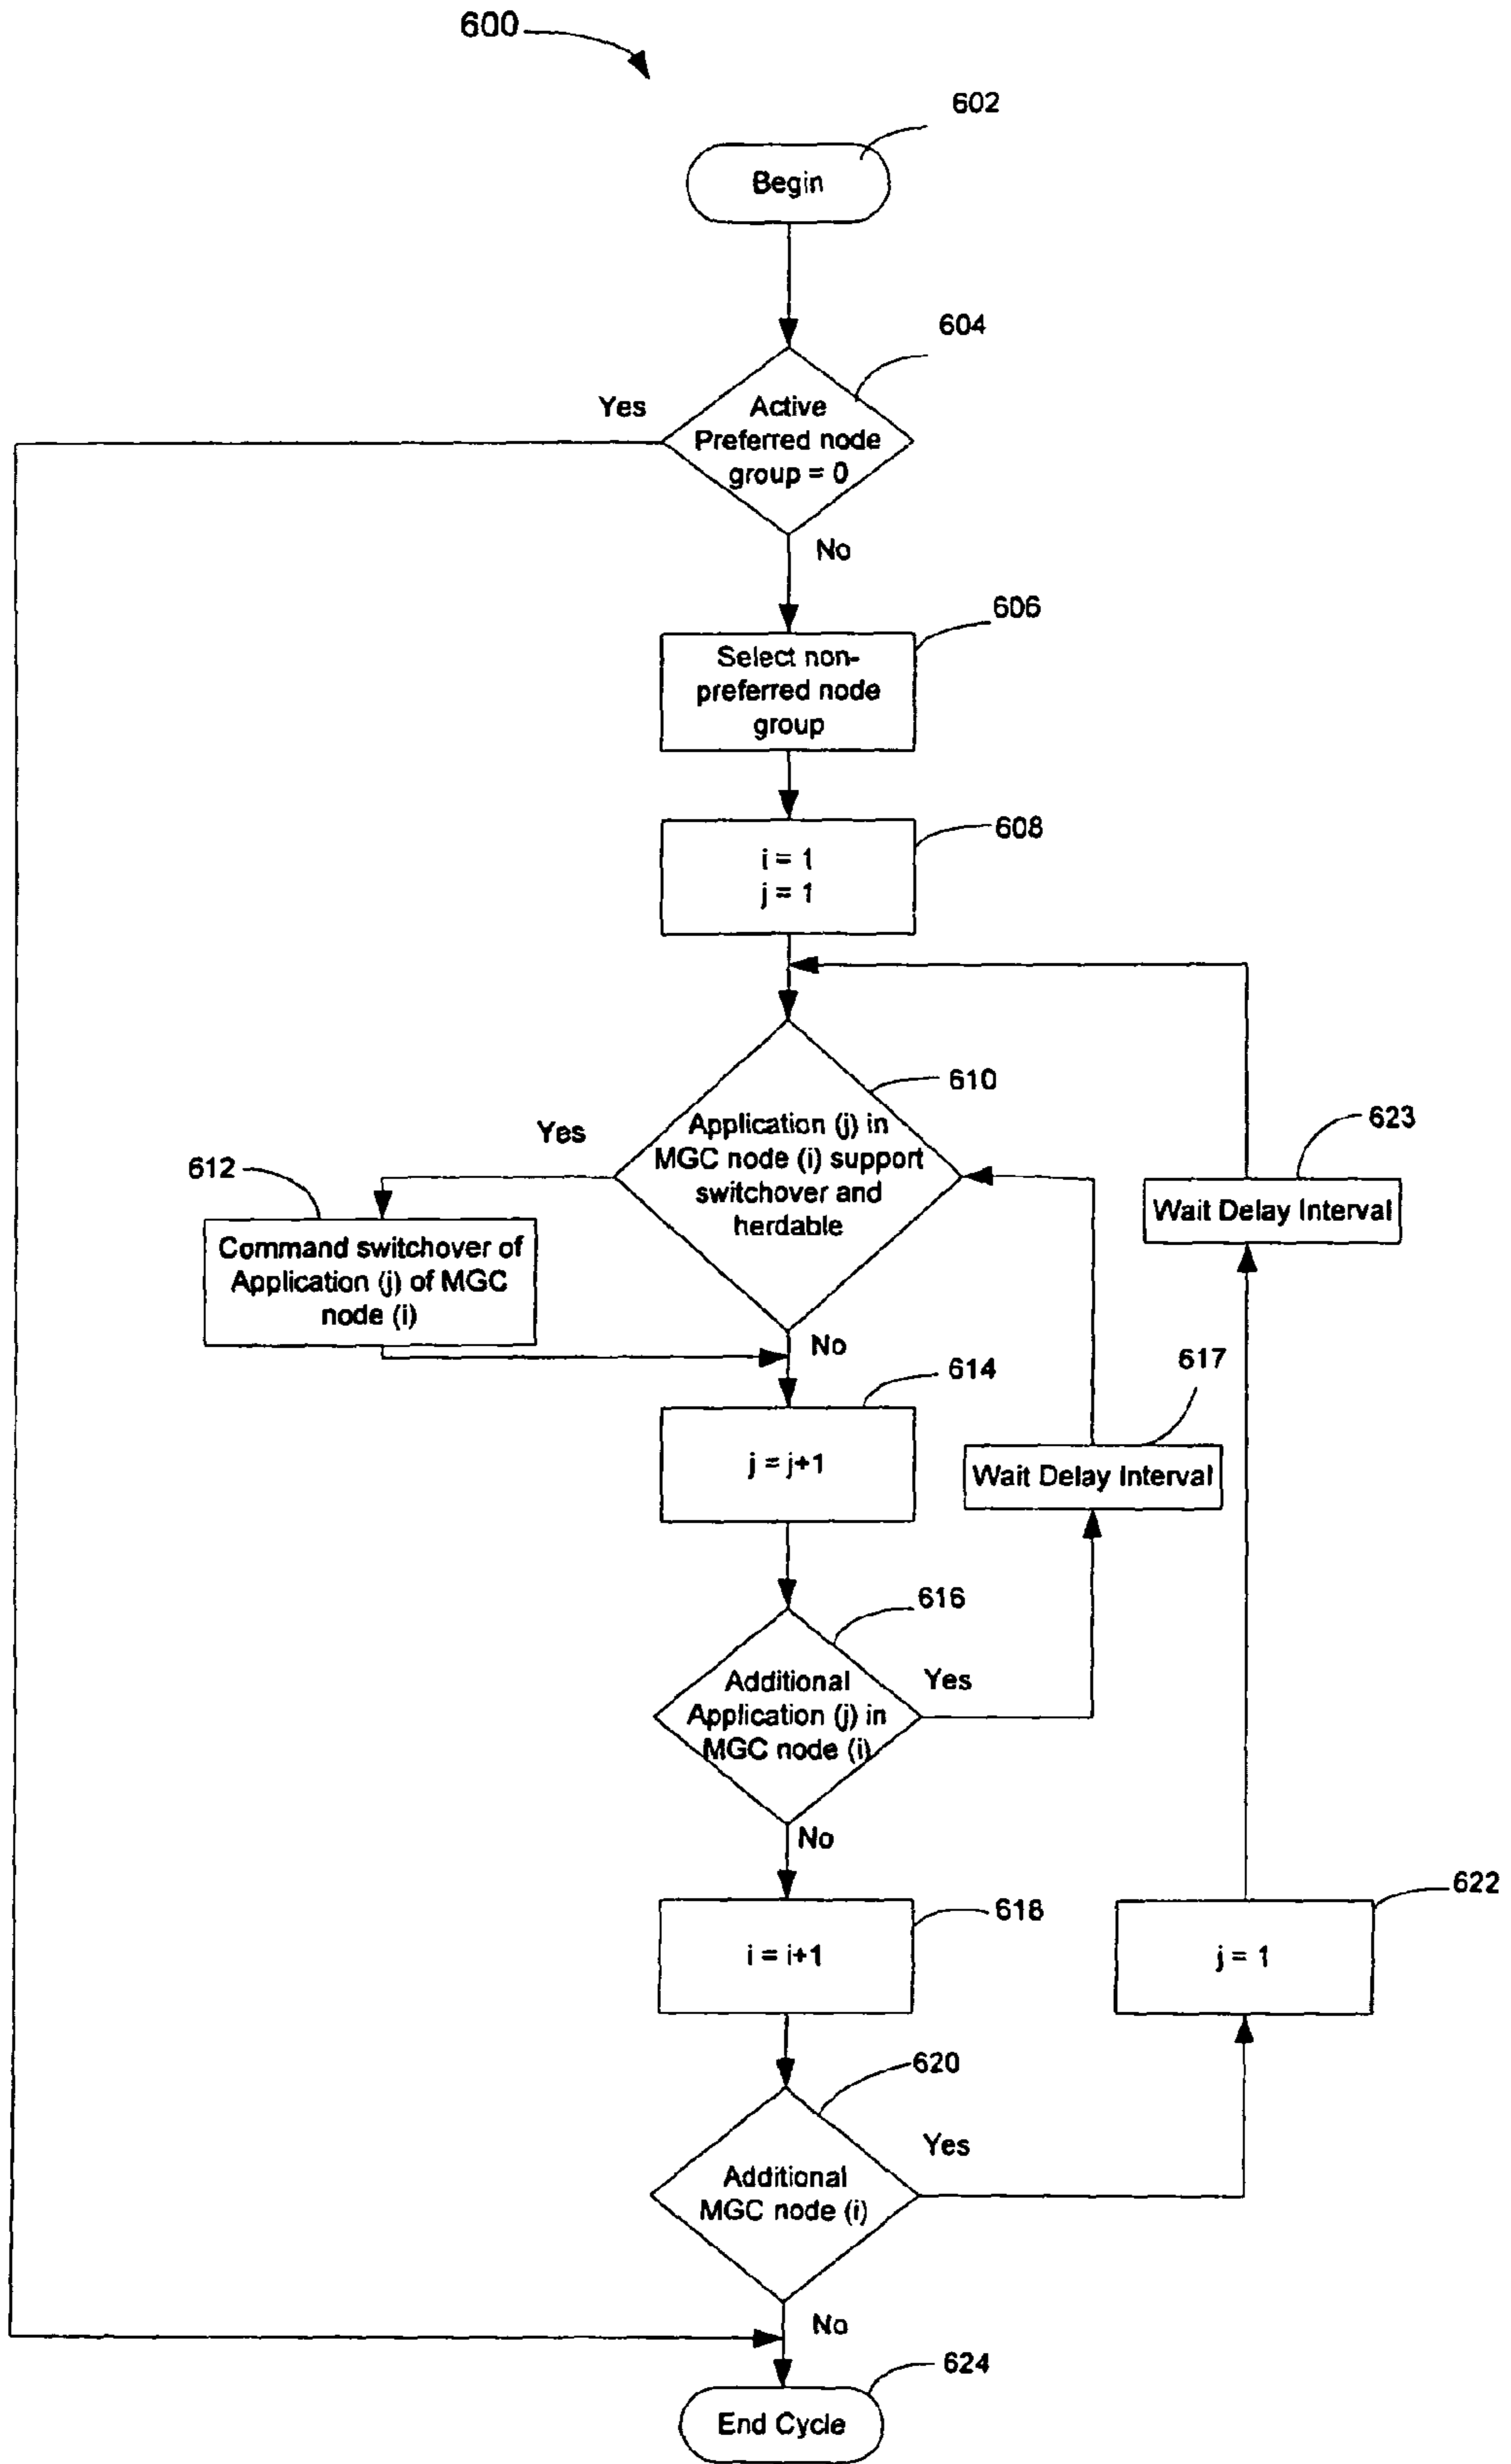 600
602
Begin
604
Yes
Active
Preferred node
group = 0
No
606
Select non-
preferred node
group
608
i = 1
j = 1
610
Yes
Application (j) in
MGC node (i) support
switchover and
herdable
623
Wait Delay Interval
612
Command switchover of
Application (j) of MGC
node (i)
No
614
617
j = j+1
Wait Delay Interval
616
Additional
Application (j) in
MGC node (i)
Yes
No
618
i = i+1
622
j = 1
620
Yes
Additional
MGC node (i)
No
624
End Cycle